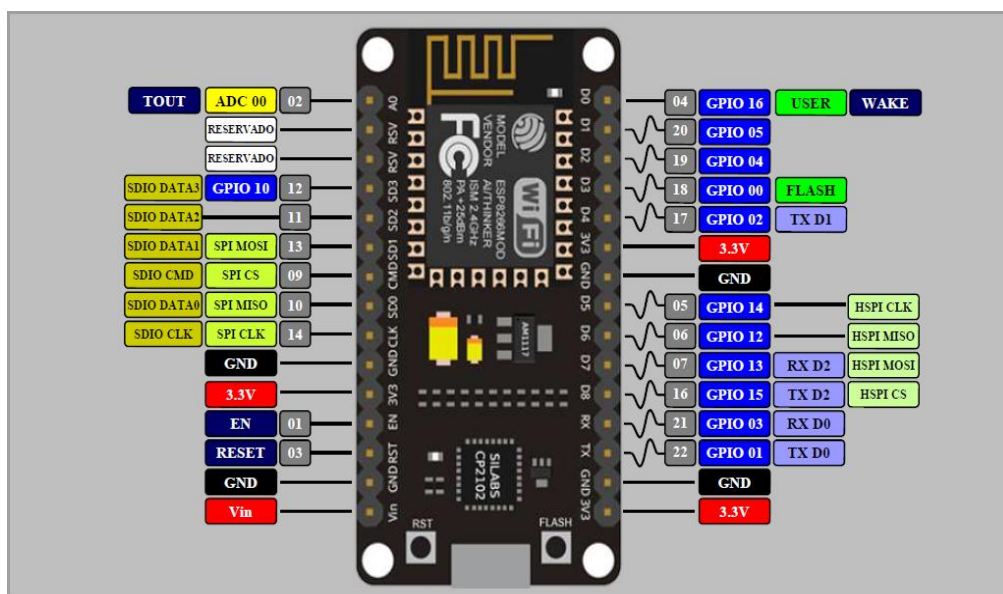 TOUT ADC 00 02 A0
RESERVADO RSV
RESERVADO RSV
SDIO DATA3 GPIO 10 12 SD3
SDIO DATA2 11 SD2
SDIO DATA1 SPI MOSI 13 SD1
SDIO CMD SPI CS 09 CMD
SDIO DATA0 SPI MISO 10 SD0
SDIO CLK SPI CLK 14 CLK
GND GND
3.3V 3V3
EN 01 EN
RESET 03 RST
GND GND
Vin Vin
MODEL
VENDOR
ESP8266MOD
AI/THINKER
ISM 2.4GHz
PA +25dBm
802.11b/g/n
FC
Wi Fi
AM1117
SILABS
CP2102
RST
FLASH
D0 04 GPIO 16 USER WAKE
D1 20 GPIO 05
D2 19 GPIO 04
D3 18 GPIO 00 FLASH
D4 17 GPIO 02 TX D1
3V3 3.3V
GND GND
D5 05 GPIO 14 HSPI CLK
D6 06 GPIO 12 HSPI MISO
D7 07 GPIO 13 RX D2 HSPI MOSI
D8 16 GPIO 15 TX D2 HSPI CS
RX 21 GPIO 03 RX D0
TX 22 GPIO 01 TX D0
GND GND
3V3 3.3V